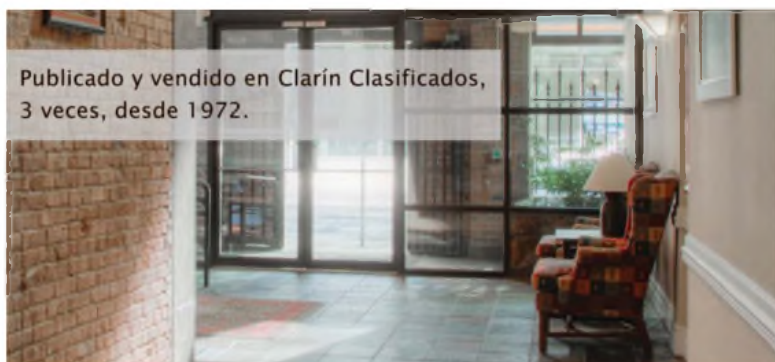 Publicado y vendido en Clarín Clasificados,
3 veces, desde 1972.